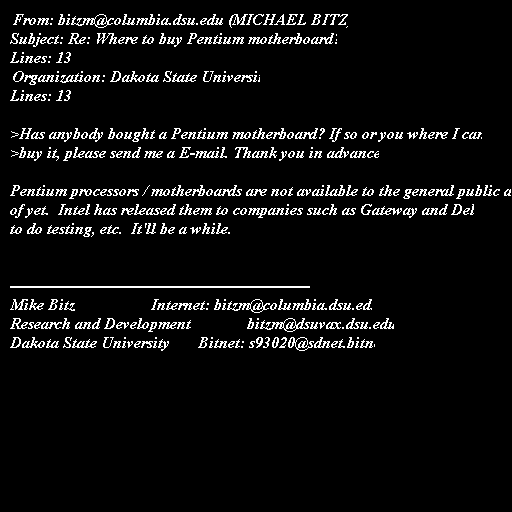 From: bitzm@columbia.dsu.edu (MICHAEL BITZ)
Subject: Re: Where to buy Pentium motherboard?
Lines: 13
Organization: Dakota State Universit
Lines: 13
>Has anybody bought a Pentium motherboard? If so or you where I can
>buy it, please send me a E-mail. Thank you in advance
Pentium processors / motherboards are not available to the general public a
of yet.  Intel has released them to companies such as Gateway and Dell
to do testing, etc.  It'll be a while.
Mike Bitz Internet: bitzm@columbia.dsu.ed
Research and Development bitzm@dsuvax.dsu.edu
Dakota State University Bitnet: s93020@sdnet.bitn